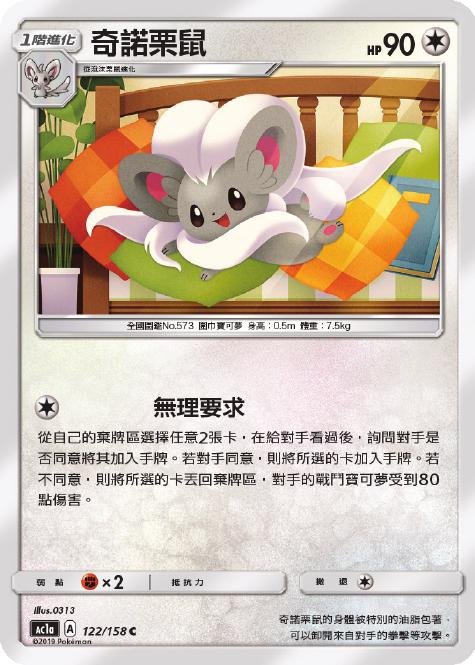 1階進化
奇諾栗鼠
HP 90
從泡沫栗鼠進化
全國圖鑑No.573 圍巾寶可夢 身高：0.5m 體重：7.5kg
無理要求
從自己的棄牌區選擇任意2張卡，在給對手看過後，詢問對手是
否同意將其加入手牌。若對手同意，則將所選的卡加入手牌。若
不同意，則將所選的卡丟回棄牌區，對手的戰鬥寶可夢受到80
點傷害。
弱點 ×2 抵抗力 撤退
Illus.0313
AC1a A 122/158 C
©2019 Pokémon
奇諾栗鼠的身體被特別的油脂包著，
可以卸開來自對手的拳擊等攻擊。